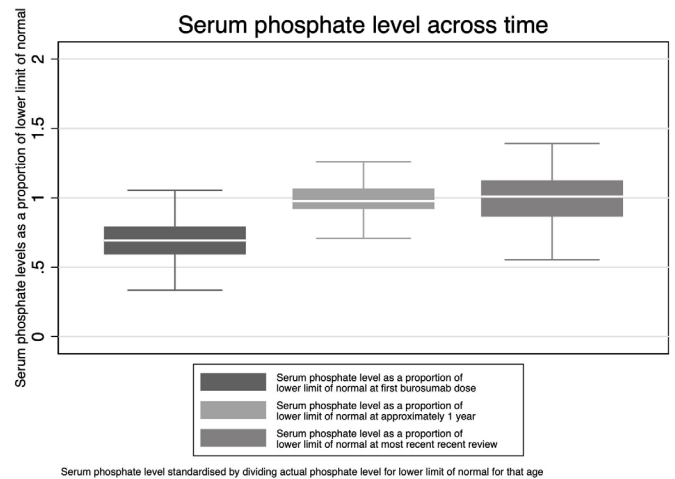 Serum phosphate level across time
Serum phosphate levels as a proportion of lower limit of normal
2
1.5
1
.5
0
Serum phosphate level as a proportion of
lower limit of normal at first burosumab dose
Serum phosphate level as a proportion of
lower limit of normal at approximately 1 year
Serum phosphate level as a proportion of
lower limit of normal at most recent recent review
Serum phosphate level standardised by dividing actual phosphate level for lower limit of normal for that age